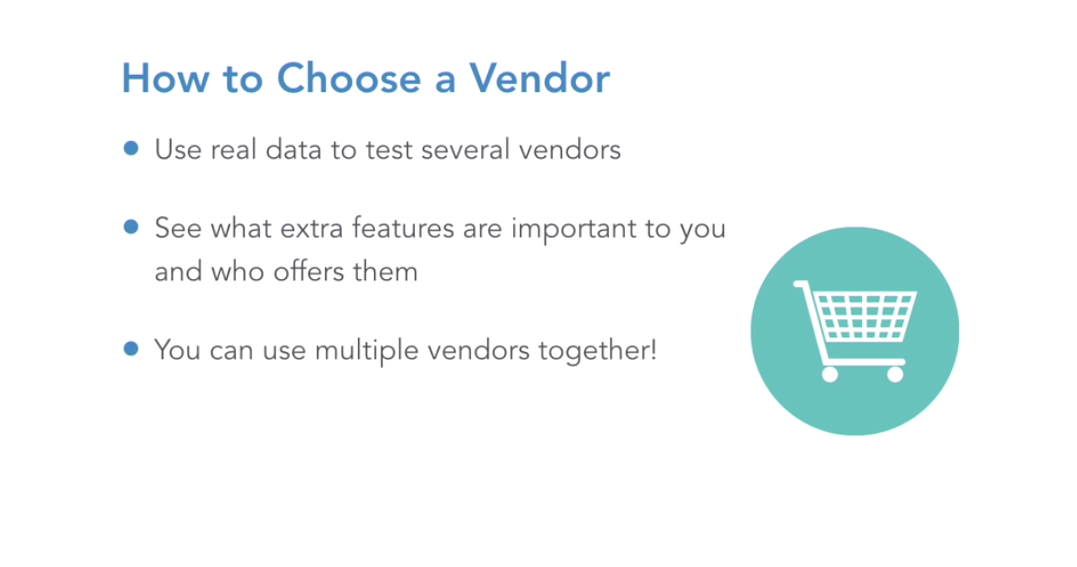 How to Choose a Vendor
Use real data to test several vendors
See what extra features are important to you
and who offers them
You can use multiple vendors together!